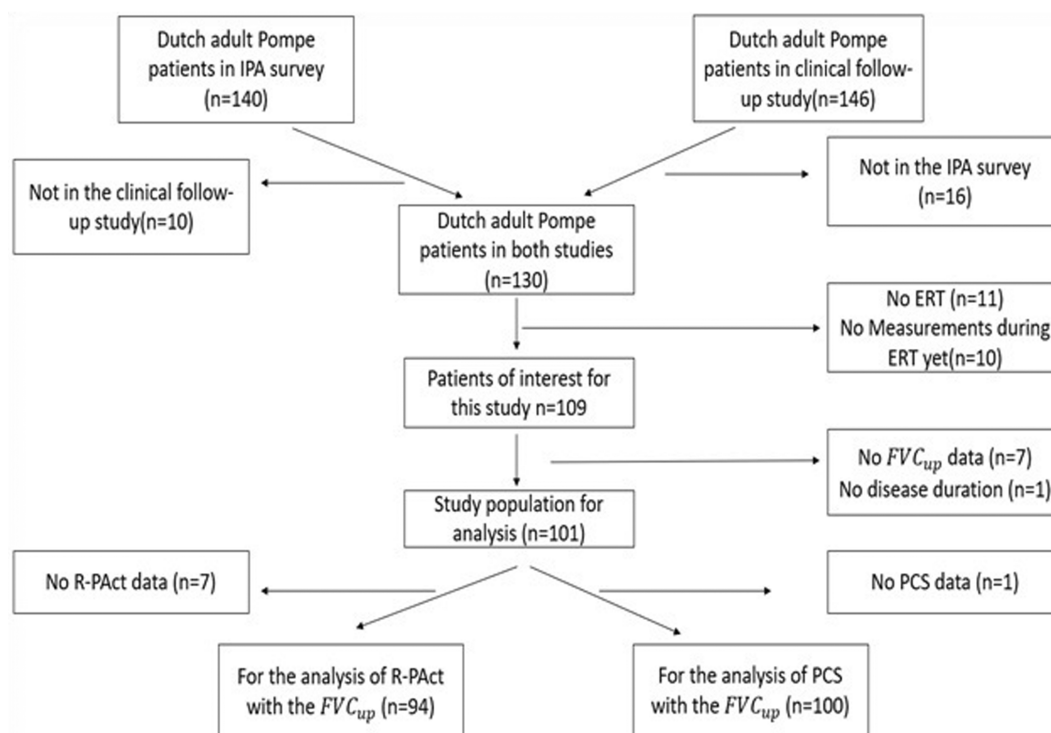 Dutch adult Pompe
patients in IPA survey
(n=140)
Dutch adult Pompe
patients in clinical follow-
up study(n=146)
Not in the clinical follow-
up study(n=10)
Not in the IPA survey
(n=16)
Dutch adult Pompe
patients in both studies
(n=130)
No ERT (n=11)
No Measurements during
ERT yet(n=10)
Patients of interest for
this study n=109
No FVCup data (n=7)
No disease duration (n=1)
Study population for
analysis (n=101)
No R-PAct data (n=7)
No PCS data (n=1)
For the analysis of R-PAct
with the FVCup (n=94)
For the analysis of PCS
with the FVCup (n=100)